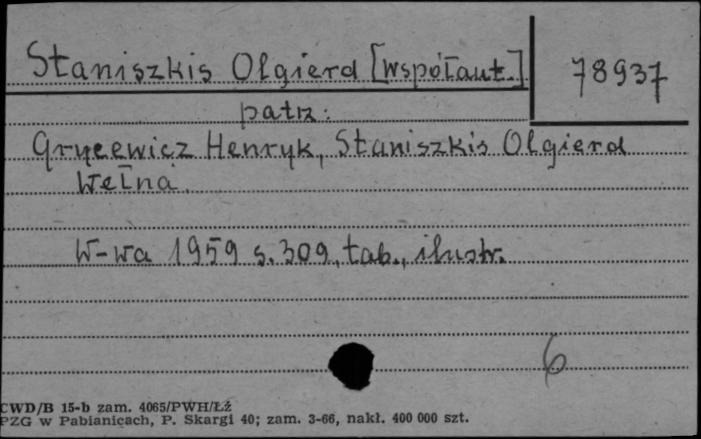 Staniszkis Olgierd [współaut.]
78937
patrz:
Grycewicz Henryk, Staniszkis Olgierd
Wełna.
W-wa 1959 s. 309, tab., ilustr.
6
CWD/B 15-b zam. 4065/PWH/Łź
PZG w Pabianicach, P. Skargi 40; zam. 3-66, nakł. 400 000 szt.